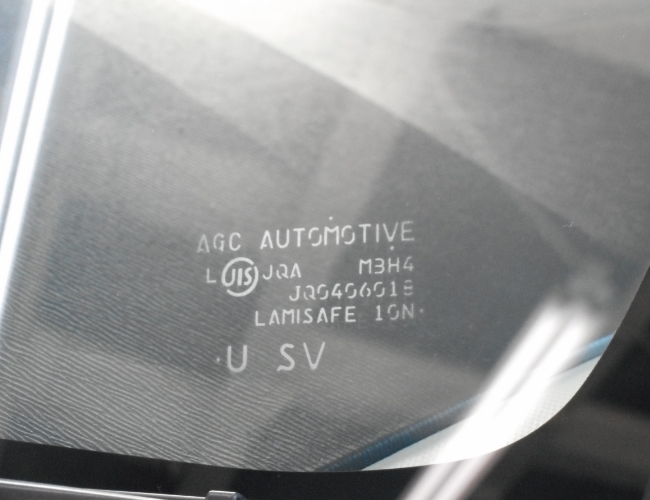 AGC AUTOMOTIVE
L JIS JQA M3H4
JQ0406018
LAMISAFE 10N
U SV